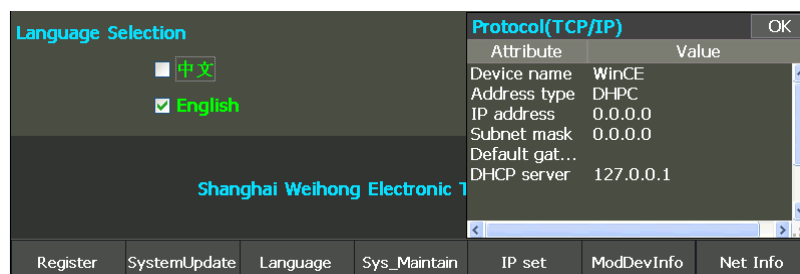 Language Selection
中文
English
Shanghai Weihong Electronic T
Protocol(TCP/IP) OK
Attribute Value
Device name WinCE
Address type DHPC
IP address 0.0.0.0
Subnet mask 0.0.0.0
Default gat...
DHCP server 127.0.0.1
Register SystemUpdate Language Sys_Maintain IP set ModDevInfo Net Info